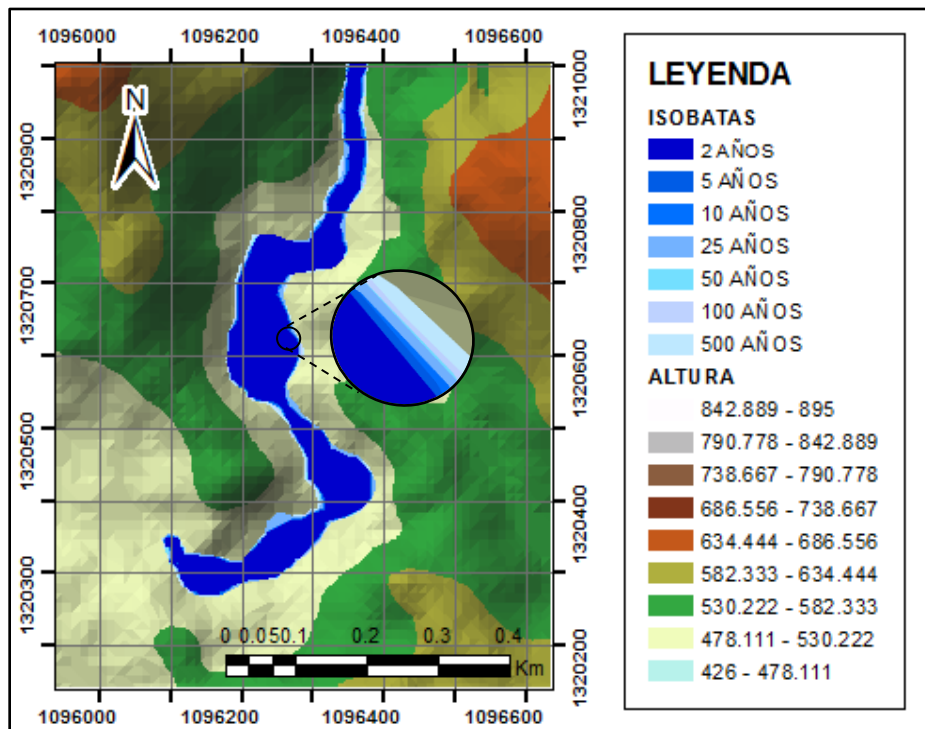 1096000 1096200 1096400 1096600
N
1320900
1320700
1320500
1320300
1321000
1320800
1320600
1320400
1320200
0 0.050.1 0.2 0.3 0.4
Km
1096000 1096200 1096400 1096600
LEYENDA
ISOBATAS
2 AÑOS
5 AÑOS
10 AÑOS
25 AÑOS
50 AÑOS
100 AÑOS
500 AÑOS
ALTURA
842.889 - 895
790.778 - 842.889
738.667 - 790.778
686.556 - 738.667
634.444 - 686.556
582.333 - 634.444
530.222 - 582.333
478.111 - 530.222
426 - 478.111